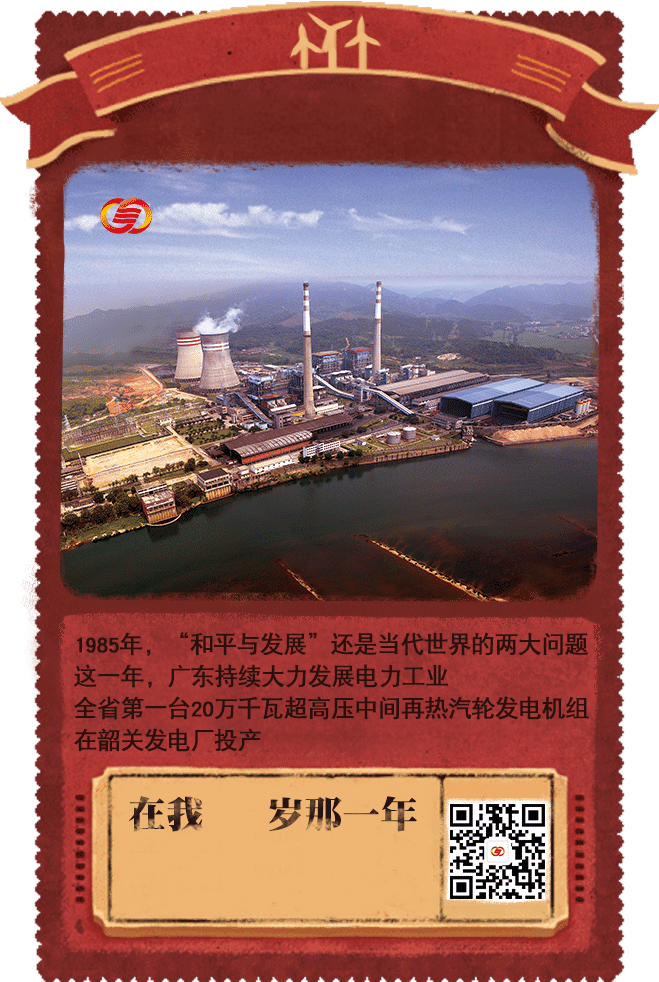 1985年，“和平与发展”还是当代世界的两大问题
这一年，广东持续大力发展电力工业
全省第一台20万千瓦超高压中间再热汽轮发电机组
在韶关发电厂投产
在我 岁那一年